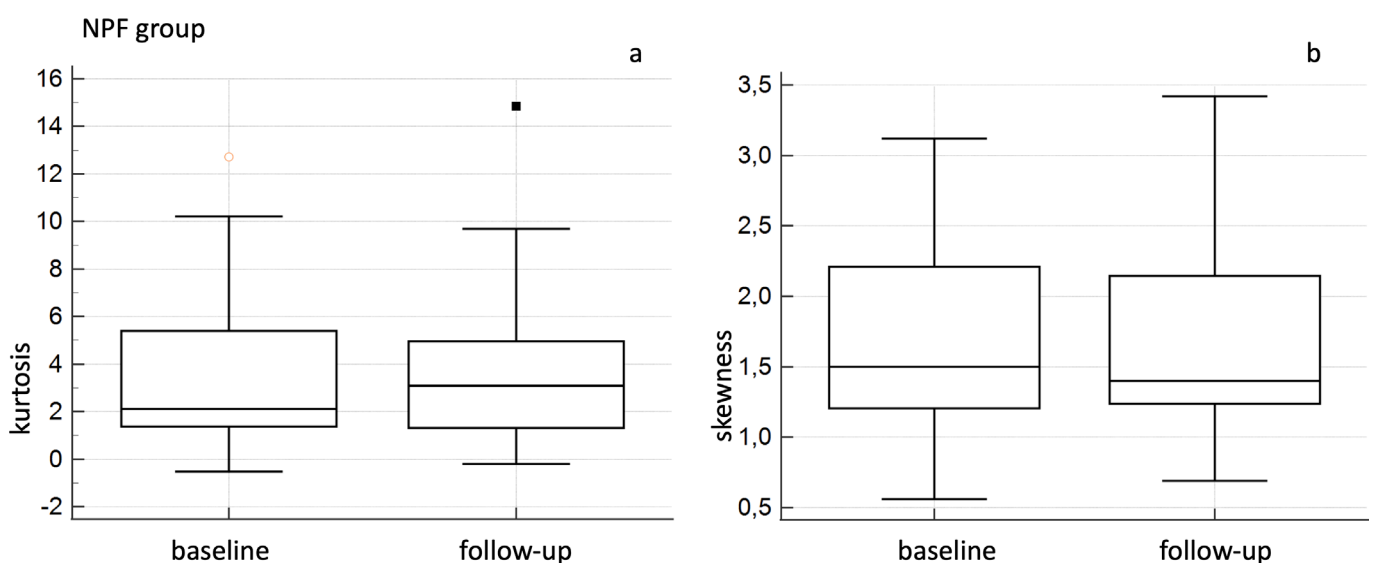 NPF group
a
16
14
12
10
8
6
4
2
0
-2
kurtosis
baseline
follow-up
b
3,5
3,0
2,5
2,0
1,5
1,0
0,5
skewness
baseline
follow-up